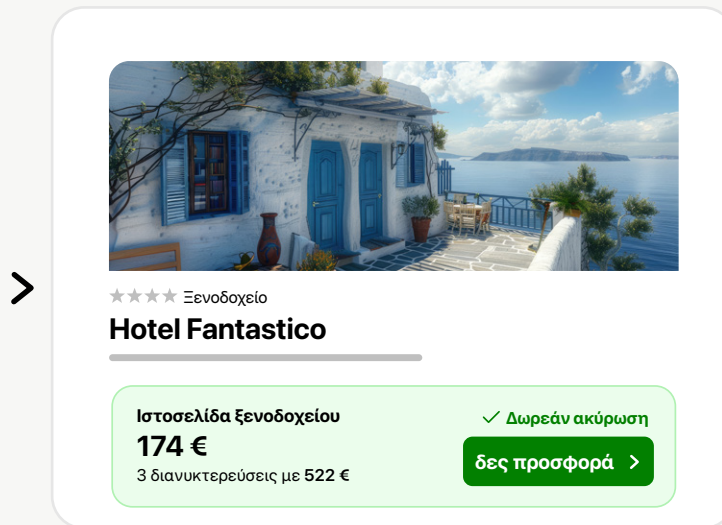 Ξενοδοχείο
Hotel Fantastico
Ιστοσελίδα ξενοδοχείου
174 €
3 διανυκτερεύσεις με 522 €
Δωρεάν ακύρωση
δες προσφορά